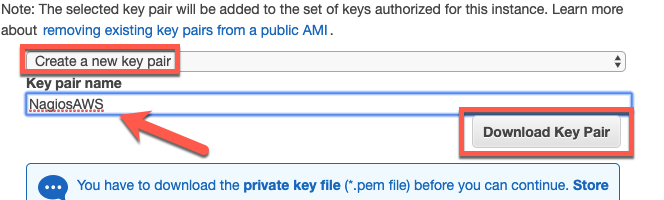 Note: The selected key pair will be added to the set of keys authorized for this instance. Learn more
about removing existing key pairs from a public AMI .
Create a new key pair
Key pair name
NagiosAWS
Download Key Pair
You have to download the private key file (*.pem file) before you can continue. Store